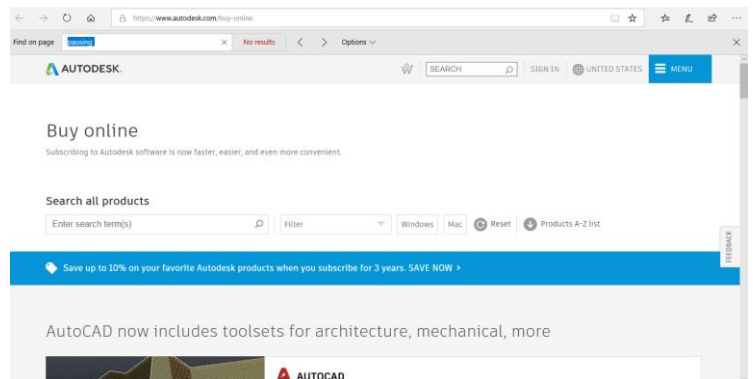 https://www.autodesk.com/buy-online
Find on page pausing No results Options
AUTODESK. SEARCH SIGN IN UNITED STATES MENU
Buy online
Subscribing to Autodesk software is now faster, easier, and even more convenient.
Search all products
Enter search term(s) Filter Windows Mac Reset Products A-Z list
FEEDBACK
Save up to 10% on your favorite Autodesk products when you subscribe for 3 years. SAVE NOW >
AutoCAD now includes toolsets for architecture, mechanical, more
AUTOCAD